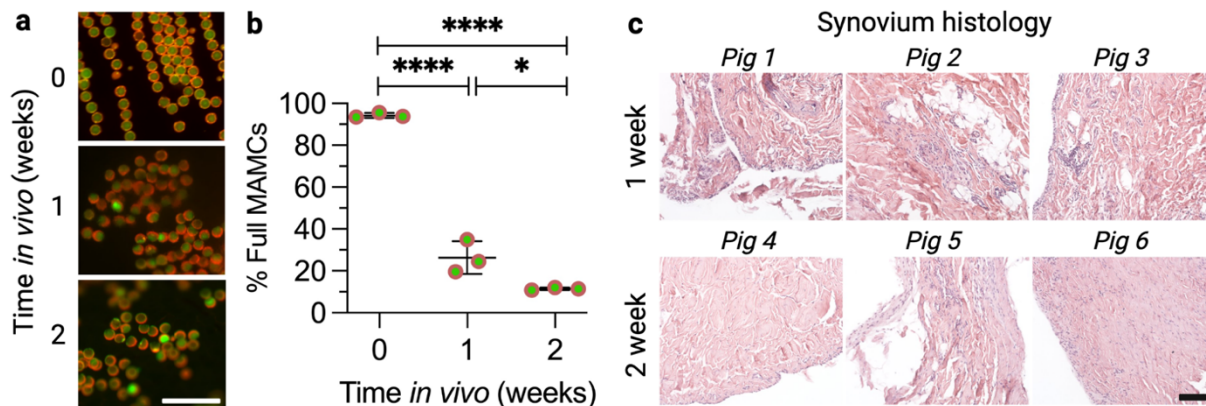 a
Time in vivo (weeks)
0
1
2
b
****
****
*
% Full MAMCs
100
80
60
40
20
0
0
1
2
Time in vivo (weeks)
c
Synovium histology
Pig 1
Pig 2
Pig 3
1 week
Pig 4
Pig 5
Pig 6
2 week